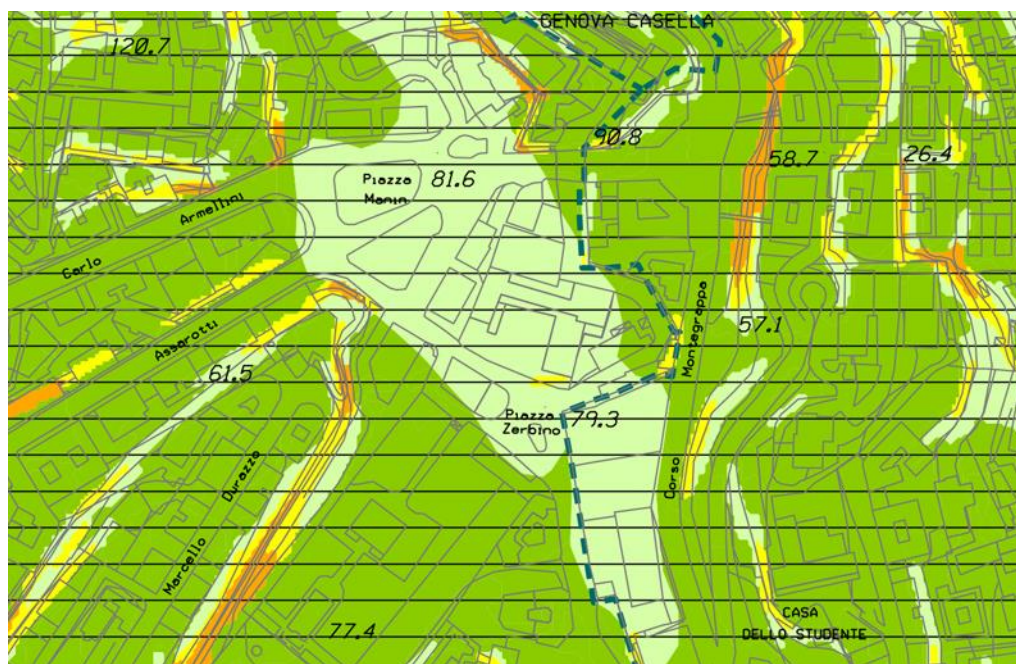 GENOVA CASELLA
120.7
90.8
58.7
26.4
Piazza
Manin
81.6
Armellini
Carlo
Assarotti
61.5
Montegrappa
57.1
Piazza
Zerbino
79.3
Corso
Durazzo
Marcello
77.4
CASA
DELLO STUDENTE